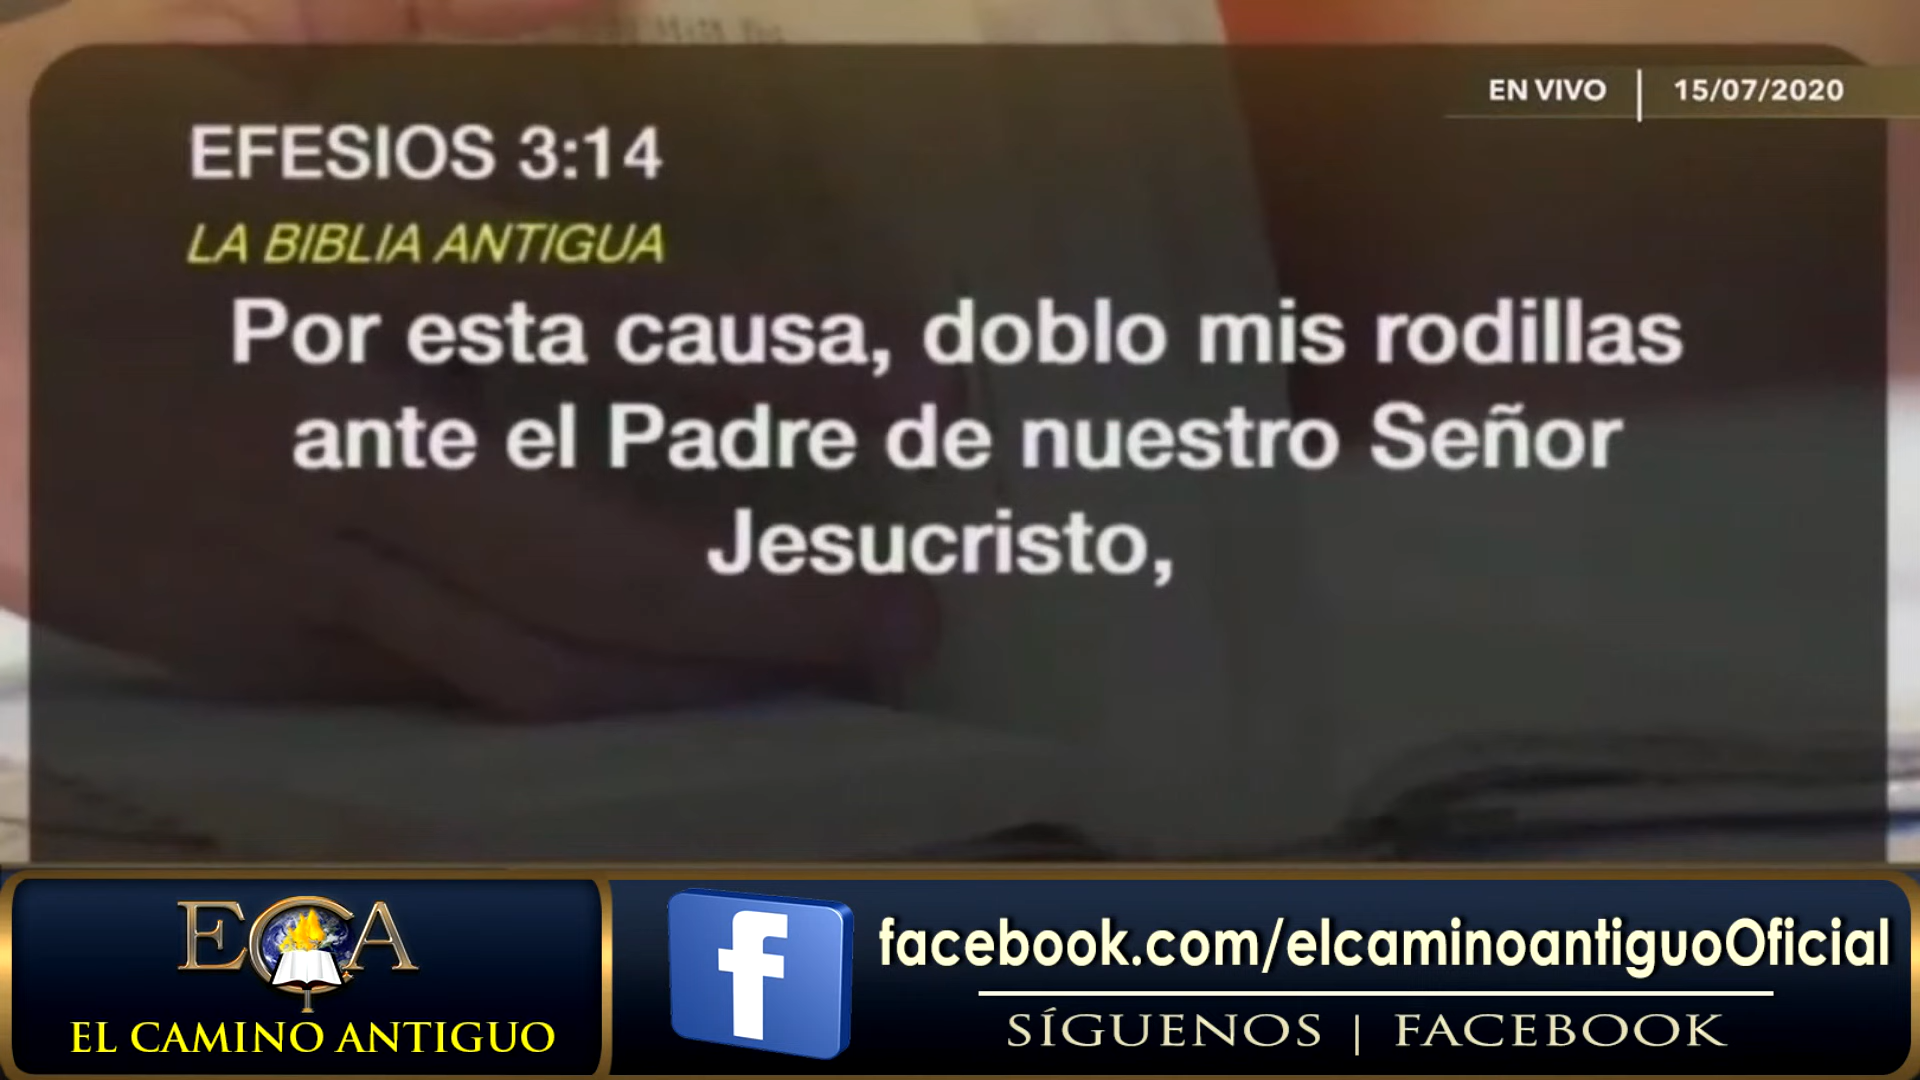 EN VIVO | 15/07/2020
EFESIOS 3:14
LA BIBLIA ANTIGUA
Por esta causa, doblo mis rodillas
ante el Padre de nuestro Señor
Jesucristo,
ECA
EL CAMINO ANTIGUO
f
facebook.com/elcaminoantiguoOficial
SÍGUENOS | FACEBOOK